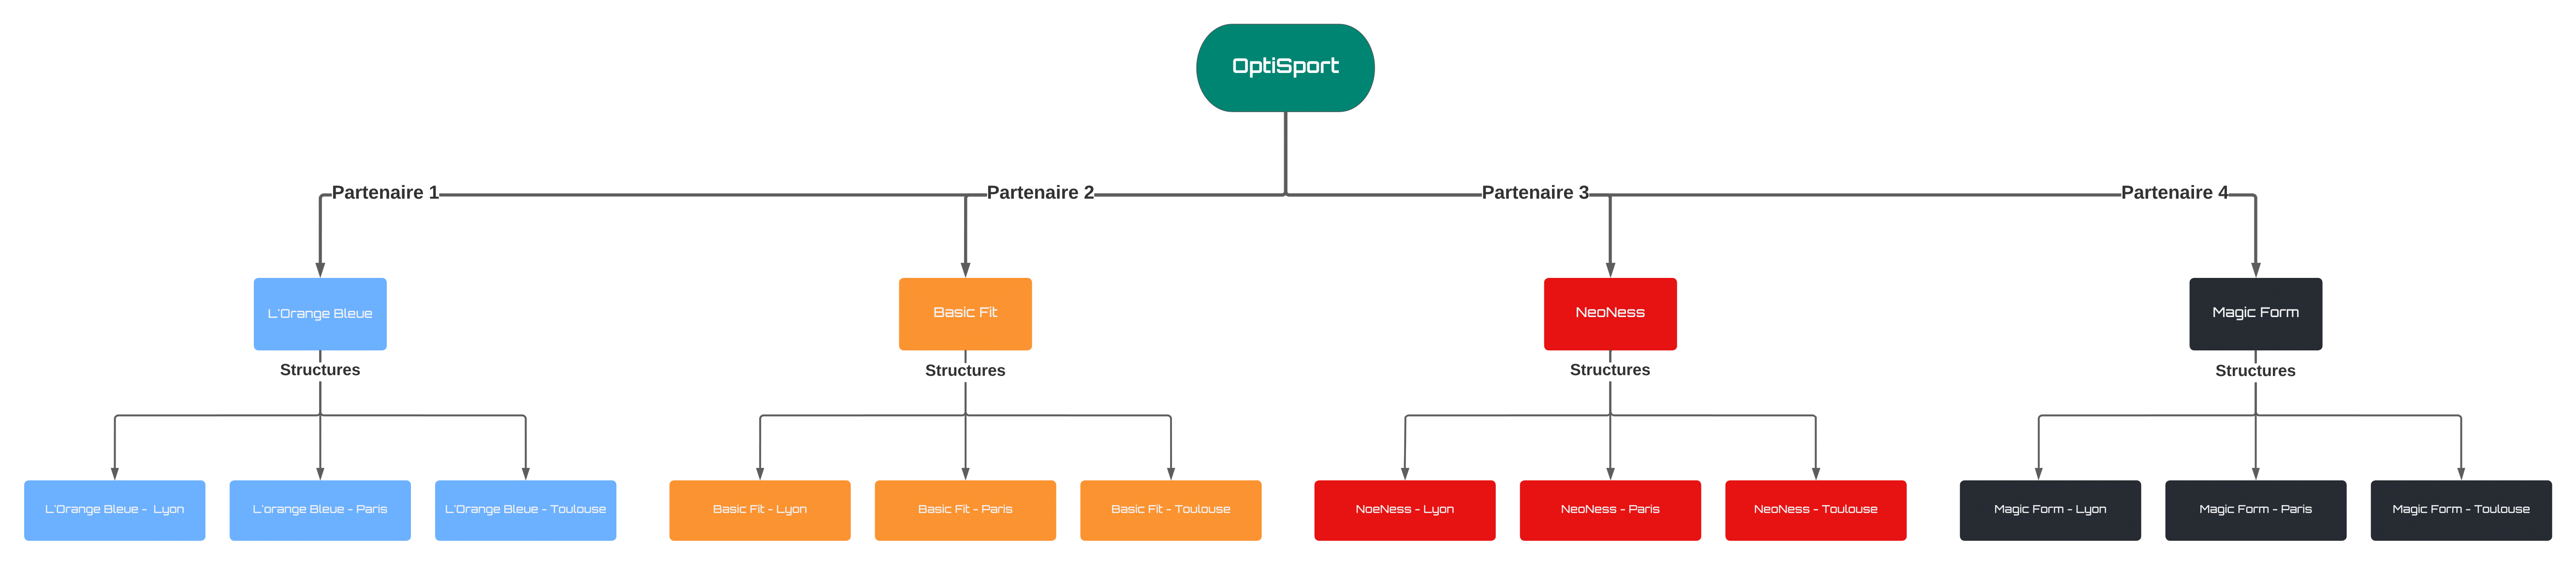 OptiSport
Partenaire 1
Partenaire 2
Partenaire 3
Partenaire 4
L'Orange Bleue
Basic Fit
NeoNess
Magic Form
Structures
Structures
Structures
Structures
L'Orange Bleue - Lyon
L'orange Bleue - Paris
L'Orange Bleue - Toulouse
Basic Fit - Lyon
Basic Fit - Paris
Basic Fit - Toulouse
NoeNess - Lyon
NeoNess - Paris
NeoNess - Toulouse
Magic Form - Lyon
Magic Form - Paris
Magic Form - Toulouse